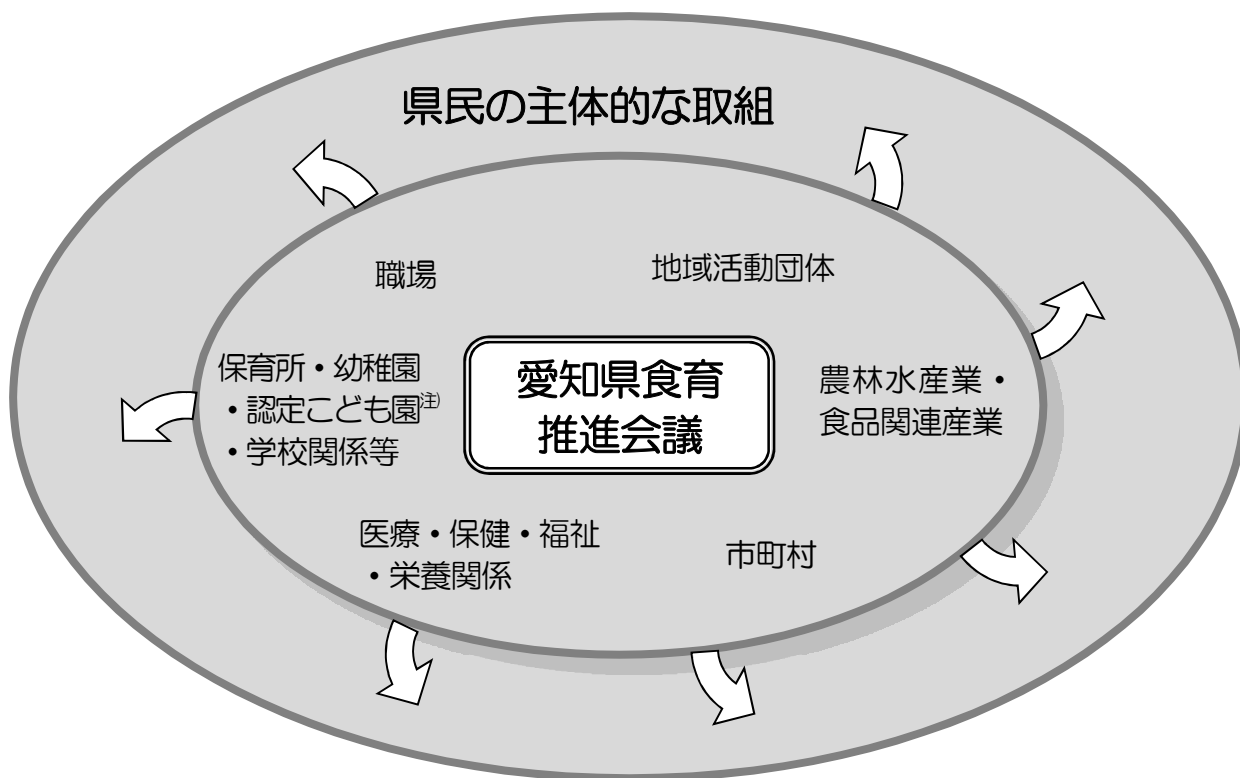 県民の主体的な取組
職場
地域活動団体
保育所・幼稚園
・認定こども園注)
・学校関係等
愛知県食育
推進会議
農林水産業・
食品関連産業
医療・保健・福祉
・栄養関係
市町村